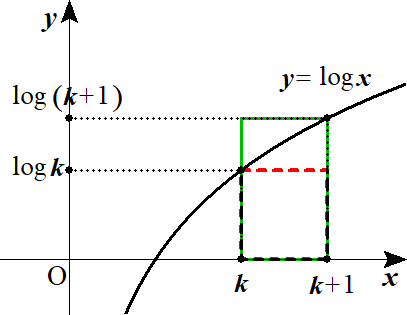 y
y = log x
log (k+1)
log k
O
k
k+1
x